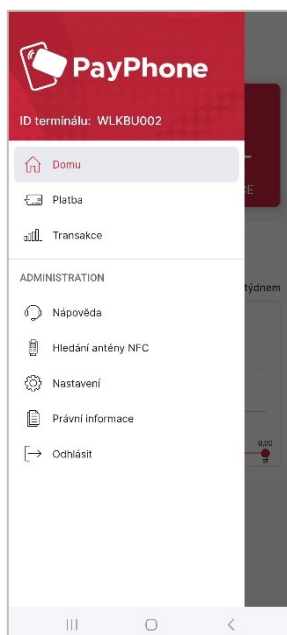 PayPhone
ID terminálu: WLKBU002
Domu
Platba
E
Transakce
ADMINISTRATION
týdnem
Nápověda
Hledání antény NFC
Nastavení
Právní informace
0,00
st
Odhlásit